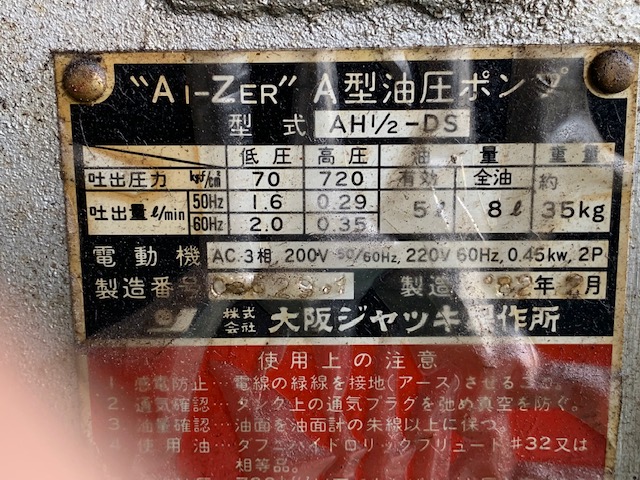 "AI-ZER" A型油圧ポンプ
型式 AH1/2-DS
低圧 高圧 油量 重量
吐出圧力 kgf/cm² 70 720 有効 全油 約
吐出量 ℓ/min 50Hz 1.6 0.29 5ℓ 8ℓ 35kg
60Hz 2.0 0.35
電動機 AC.3相, 200V 50/60Hz, 220V 60Hz, 0.45kw, 2P
製造番号 製造 '82年 月
株式会社 大阪ジャッキ製作所
使用上の注意
1. 感電防止…電線の緑線を接地(アース)させる
2. 通気確認…タンク上の通気プラグを弛め真空を防ぐ。
3. 油量確認…油面を油面計の朱線以上に保つ。
4. 使用油…ダフニハイドロリックフリュード #32又は
相等品。